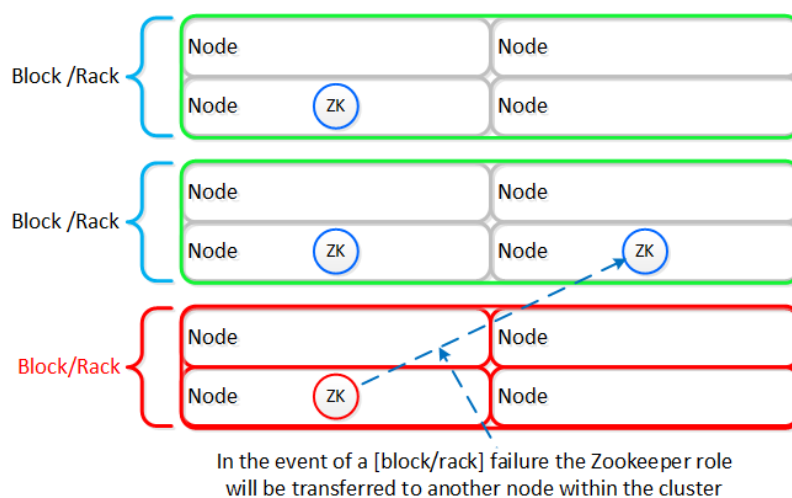 Node Node
Block /Rack
Node ZK Node
Node Node
Block /Rack
Node ZK Node ZK
Node Node
Block/Rack
Node ZK Node
In the event of a [block/rack] failure the Zookeeper role
will be transferred to another node within the cluster